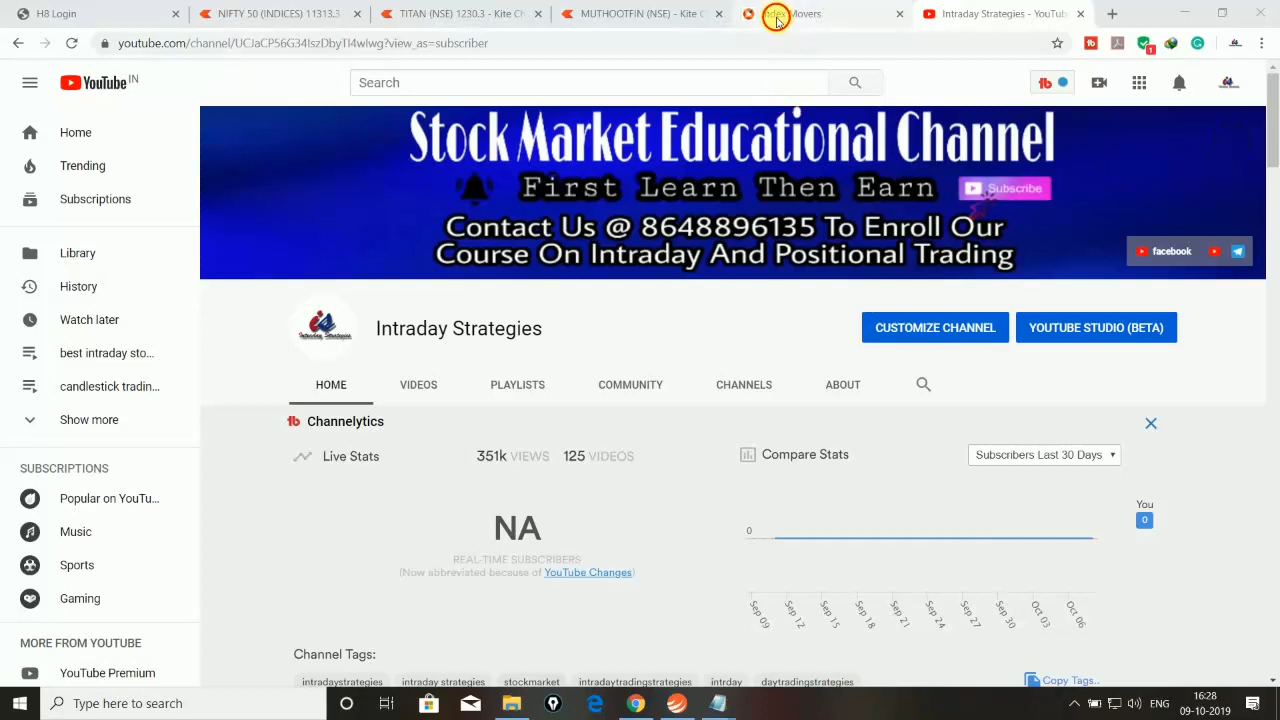 H8 Login
NIFTY 50 (INDICES) 11313.3
TITAN (NSE) 1230.3 - Kite
MUTHOOTFIN (NSE) - Kite
Index Movers
Intraday Strategies - YouTube
youtube.com/channel/UCJaCP56G34IszDbyTI4wIwg?view_as=subscriber
1
YouTube IN
Search
Home
Trending
Subscriptions
Library
History
Watch later
best intraday sto...
candlestick tradin...
Show more
SUBSCRIPTIONS
Popular on YouTu...
Music
Sports
Gaming
MORE FROM YOUTUBE
YouTube Premium
Stock Market Educational Channel
First Learn Then Earn
Subscribe
Contact Us @ 8648896135 To Enroll Our
Course On Intraday And Positional Trading
facebook
Intraday Strategies
Intraday Strategies
CUSTOMIZE CHANNEL
YOUTUBE STUDIO (BETA)
HOME VIDEOS PLAYLISTS COMMUNITY CHANNELS ABOUT
Channelytics
Live Stats
351k VIEWS 125 VIDEOS
Compare Stats
Subscribers Last 30 Days
You
0
0
NA
REAL-TIME SUBSCRIBERS
(Now abbreviated because of YouTube Changes)
Sep 09 Sep 12 Sep 15 Sep 18 Sep 21 Sep 24 Sep 27 Sep 30 Oct 03 Oct 06
Channel Tags:
intradaystrategies intraday strategies stockmarket intradaytradingstrategies intrday daytradingstrategies
Copy Tags..
Type here to search
ENG
16:28
09-10-2019